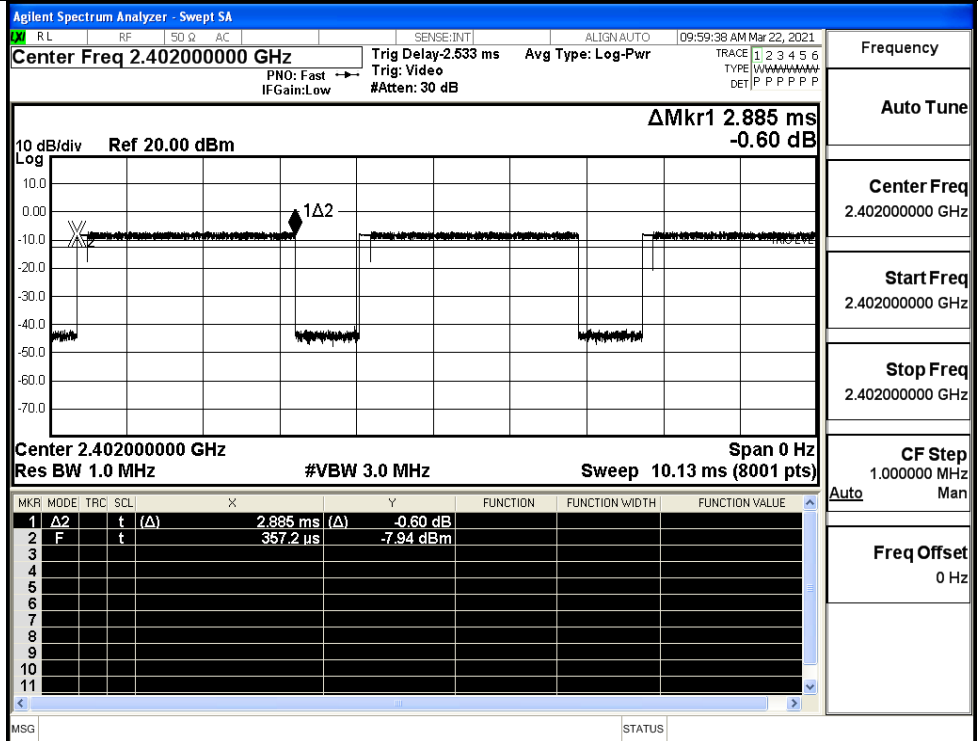 Agilent Spectrum Analyzer - Swept SA
LXI RL RF 50 Ω AC SENSE:INT ALIGN AUTO 09:59:38 AM Mar 22, 2021
Center Freq 2.402000000 GHz
PNO: Fast
IFGain:Low
Trig Delay-2.533 ms
Trig: Video
#Atten: 30 dB
Avg Type: Log-Pwr
TRACE 1 2 3 4 5 6
TYPE WWWWWW
DET P P P P P P
ΔMkr1 2.885 ms
-0.60 dB
10 dB/div Ref 20.00 dBm
Log
10.0
0.00
-10.0
-20.0
-30.0
-40.0
-50.0
-60.0
-70.0
1Δ2
2
Center 2.402000000 GHz Span 0 Hz
Res BW 1.0 MHz #VBW 3.0 MHz Sweep 10.13 ms (8001 pts)
MKR MODE TRC SCL X Y FUNCTION FUNCTION WIDTH FUNCTION VALUE
1 Δ2 t (Δ) 2.885 ms (Δ) -0.60 dB
2 F t 357.2 µs -7.94 dBm
3
4
5
6
7
8
9
10
11
MSG STATUS
Frequency
Auto Tune
Center Freq
2.402000000 GHz
Start Freq
2.402000000 GHz
Stop Freq
2.402000000 GHz
CF Step
1.000000 MHz
Auto Man
Freq Offset
0 Hz